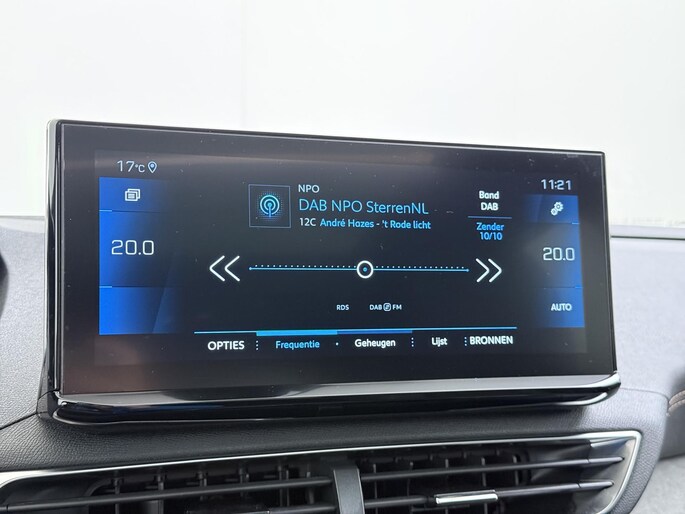 17°C
11:21
NPO
DAB NPO SterrenNL
12C André Hazes - 't Rode licht
Band
DAB
Zender
10/10
20.0
20.0
RDS DAB FM
AUTO
OPTIES Frequentie Geheugen Lijst BRONNEN